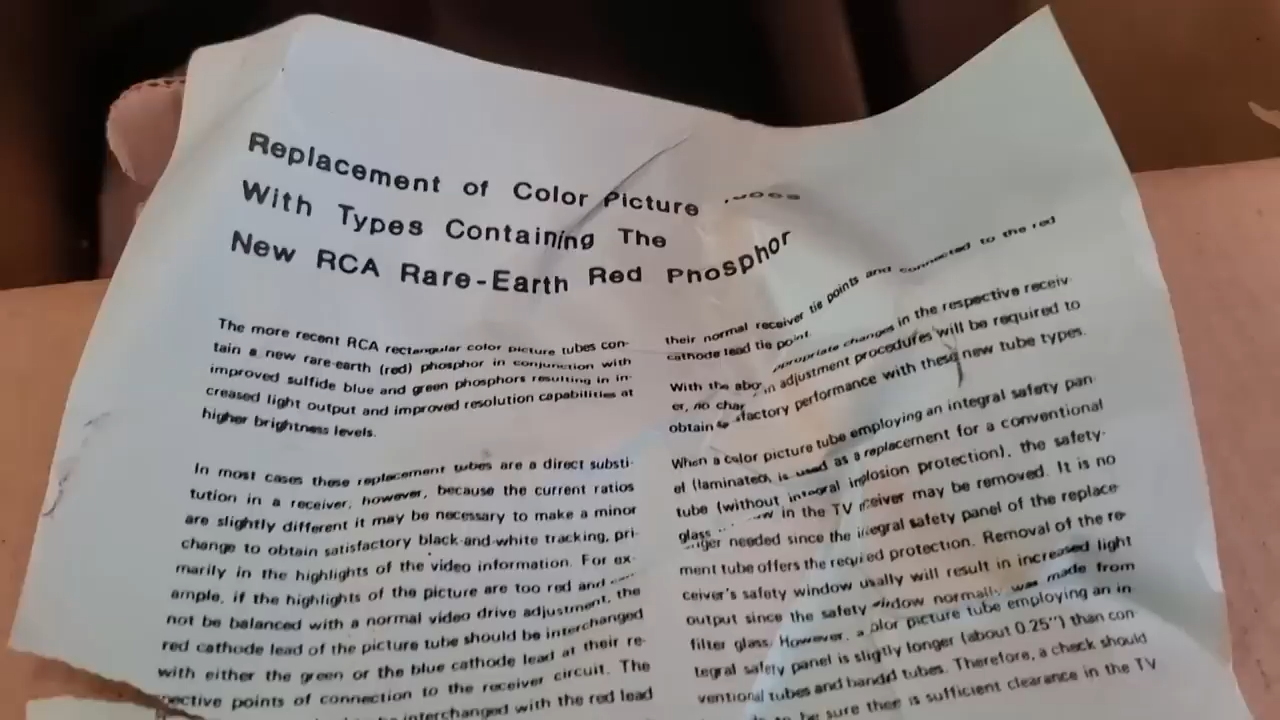 Replacement of Color Picture
With Types Containing The
New RCA Rare-Earth Red Phosphor
The more recent RCA rectangular color picture tubes con-
tain a new rare-earth (red) phosphor in conjunction with
improved sulfide blue and green phosphors resulting in in-
creased light output and improved resolution capabilities at
higher brightness levels.
In most cases these replacement tubes are a direct substi-
tution in a receiver, however, because the current ratios
are slightly different it may be necessary to make a minor
change to obtain satisfactory black-and-white tracking, pri-
marily in the highlights of the video information. For ex-
ample, if the highlights of the picture are too red and
not be balanced with a normal video drive adjustment, the
red cathode lead of the picture tube should be interchanged
with either the green or the blue cathode lead at their re-
pective points of connection to the receiver circuit. The
interchanged with the red lead
their normal receiver tie points and connected to the red
cathode lead tie point.
With the abo propriate changes in the respective receiv-
er, no char in adjustment procedures will be required to
obtain sfactory performance with these new tube types.
When a color picture tube employing an integral safety pan-
el (laminated), is used as a replacement for a conventional
tube (without integral implosion protection), the safety-
glass in the TV receiver may be removed. It is no
nger needed since the integral safety panel of the replace-
ment tube offers the required protection. Removal of the re-
ceiver's safety window usally will result in increased light
output since the safety window normally was made from
filter glass. However, a color picture tube employing an in-
tegral safety panel is sligtly longer (about 0.25") than con-
ventional tubes and bandd tubes. Therefore, a check should
be sure thee is sufficient clearance in the TV